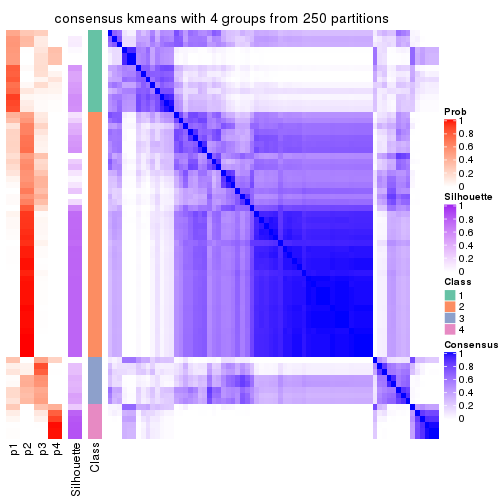 consensus kmeans with 4 groups from 250 partitions
Prob
1
0.8
0.6
0.4
0.2
0
Silhouette
1
0.8
0.6
0.4
0.2
0
Class
1
2
3
4
Consensus
1
0.8
0.6
0.4
0.2
0
p1
p2
p3
p4
Silhouette
Class